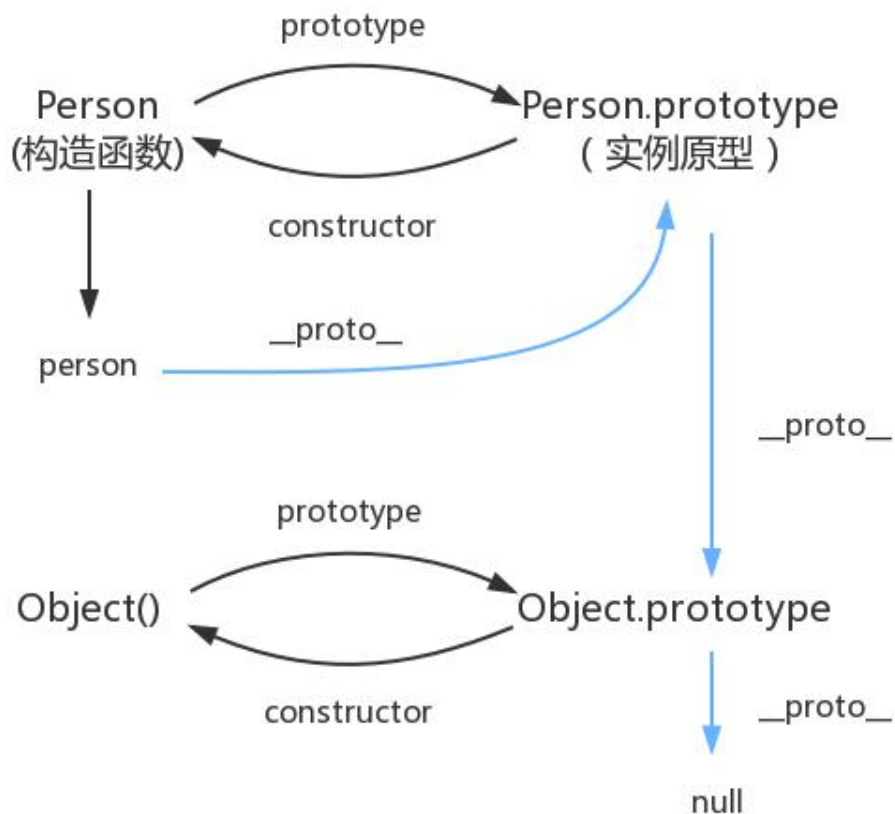 prototype
Person
(构造函数)
Person.prototype
（实例原型）
constructor
__proto__
person
__proto__
prototype
Object()
Object.prototype
constructor
__proto__
null